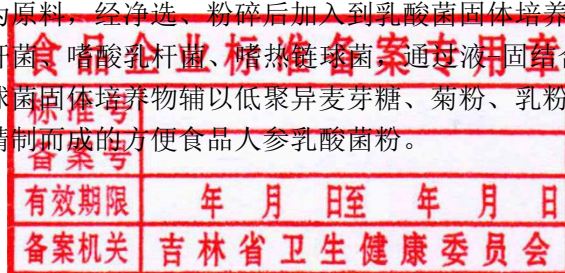 的原料，经净选、粉碎后加入到乳酸菌固体培养
食品企业标准备案专用章
杆菌、嗜酸乳杆菌、嗜热链球菌，通过液-固结合
标准号
球菌固体培养物辅以低聚异麦芽糖、菊粉、乳粉
备案号
精制而成的方便食品人参乳酸菌粉。
有效期限 年 月 日至 年 月 日
备案机关 吉林省卫生健康委员会